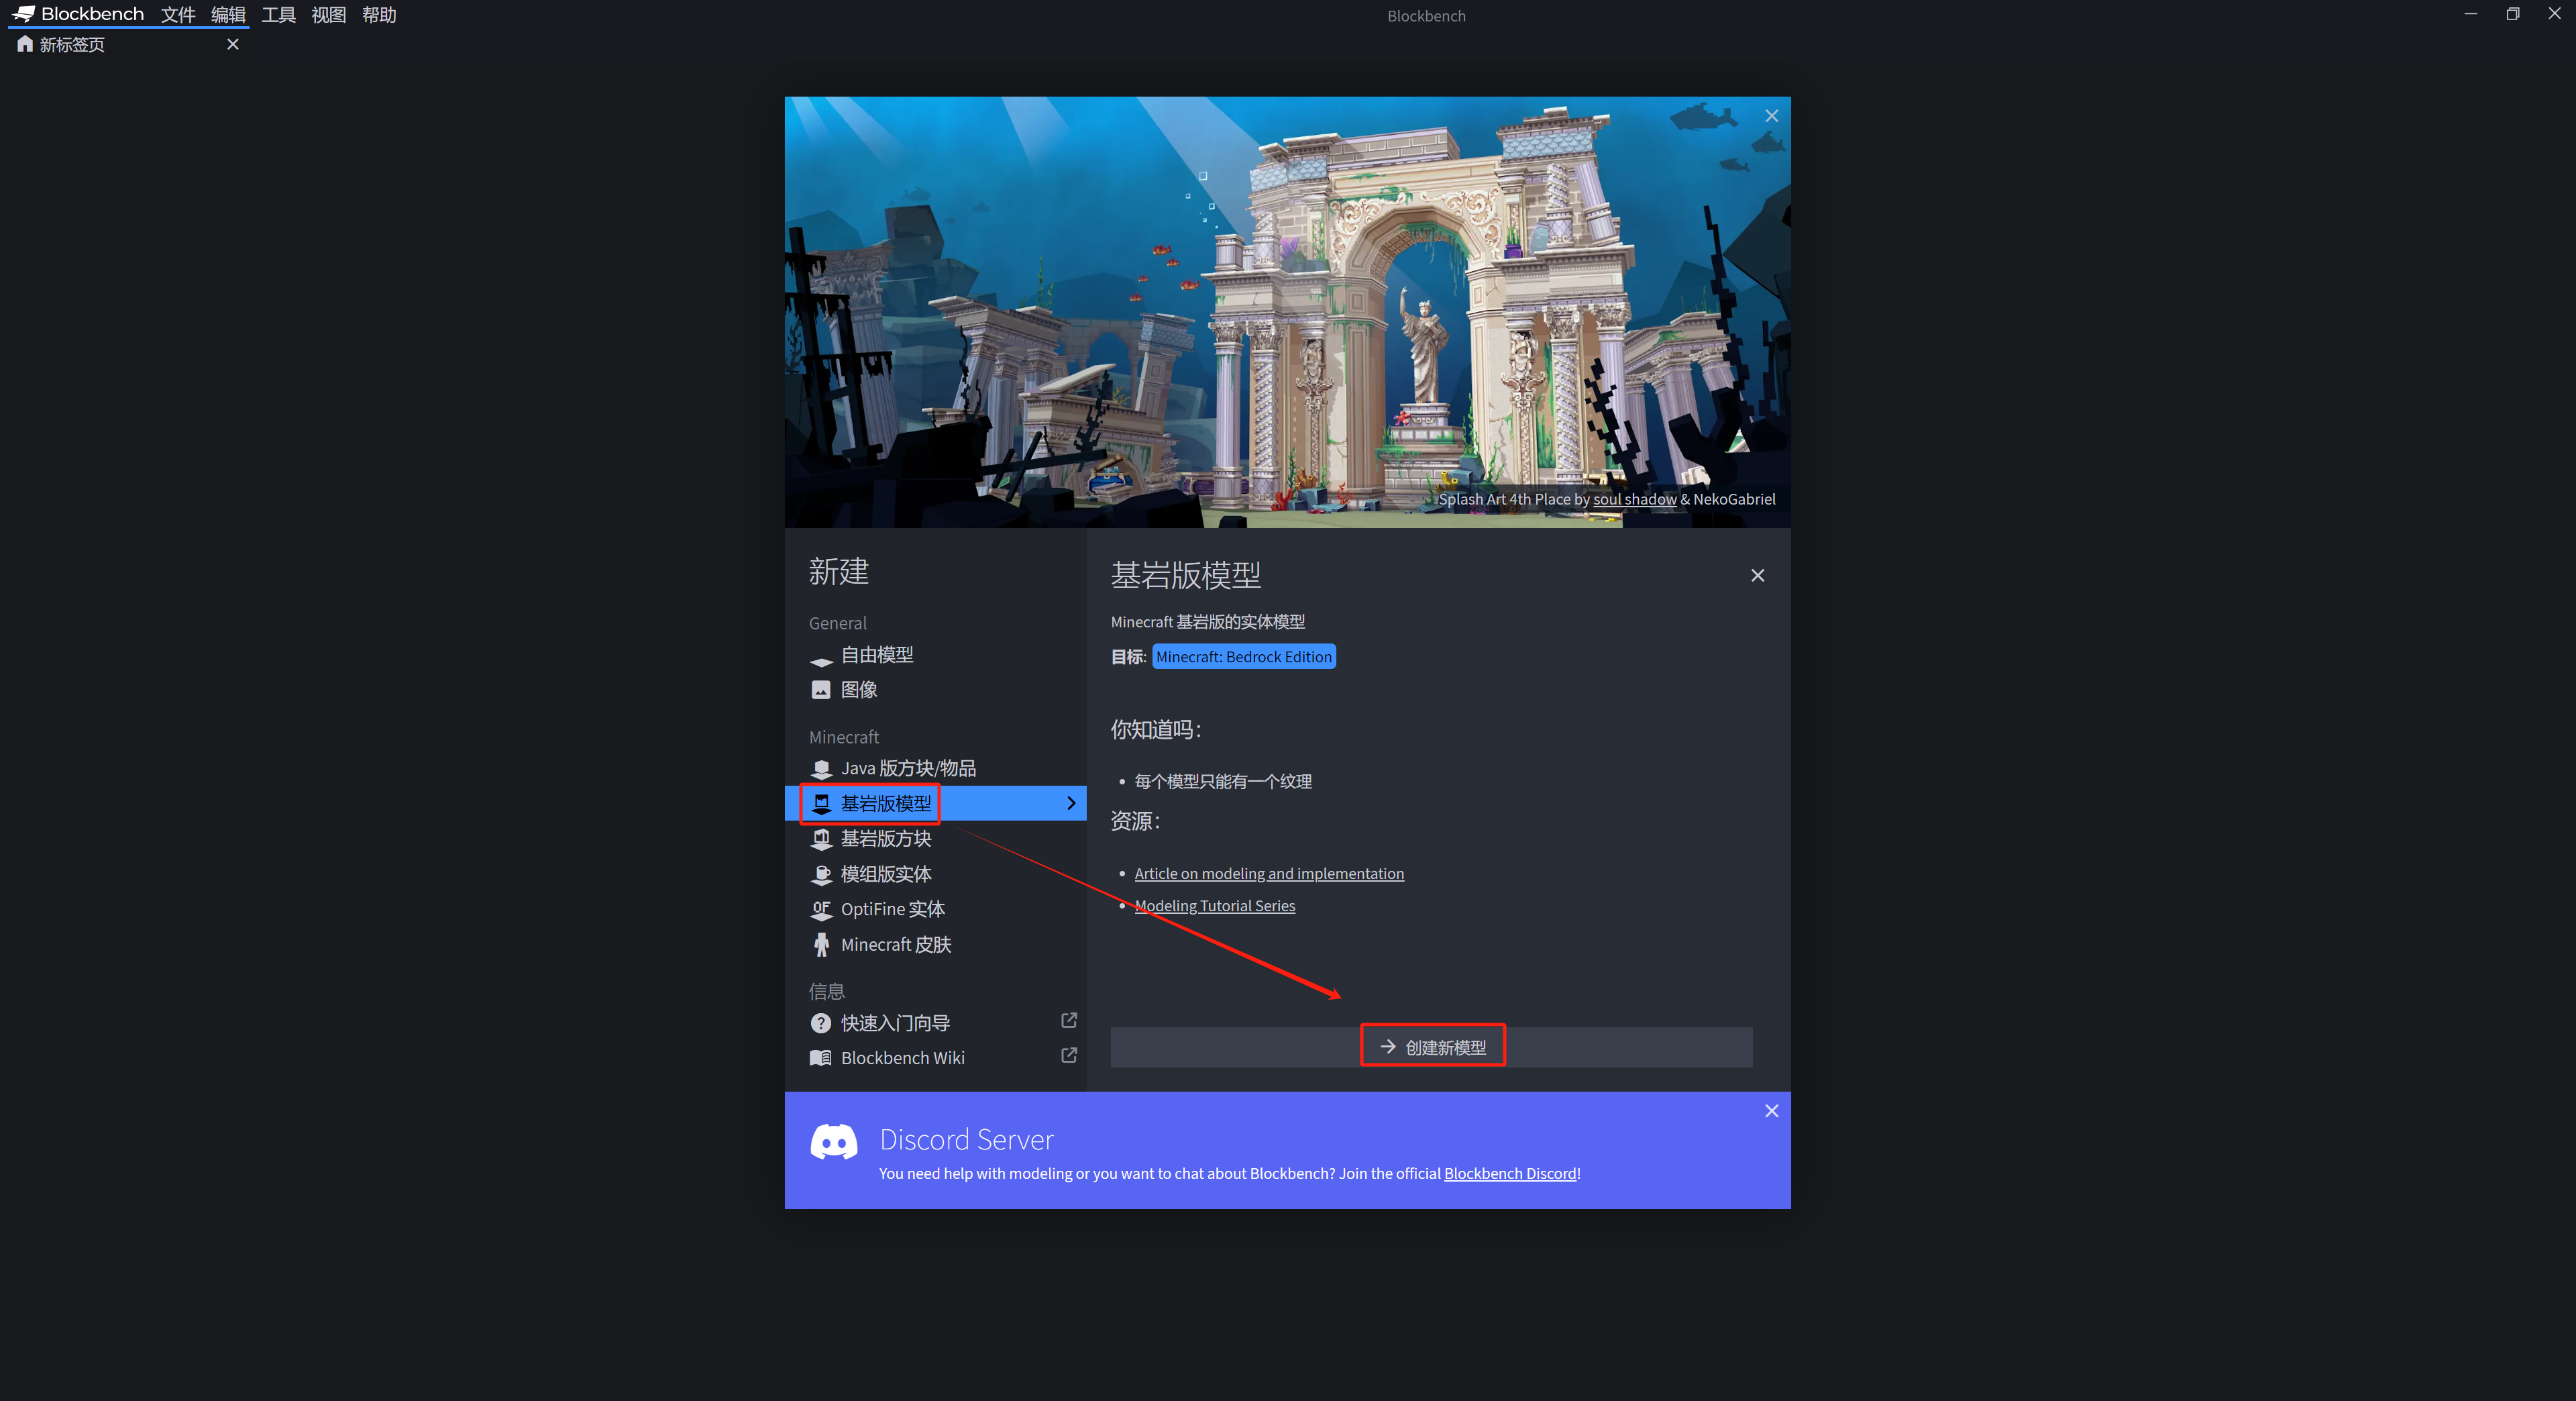 Blockbench 文件 编辑 工具 视图 帮助
Blockbench
新标签页
Splash Art 4th Place by soul shadow & NekoGabriel
新建
General
自由模型
图像
Minecraft
Java 版方块/物品
基岩版模型
基岩版方块
模组版实体
OF OptiFine 实体
Minecraft 皮肤
信息
快速入门向导
Blockbench Wiki
基岩版模型
Minecraft 基岩版的实体模型
目标: Minecraft: Bedrock Edition
你知道吗：
• 每个模型只能有一个纹理
资源：
• Article on modeling and implementation
• Modeling Tutorial Series
创建新模型
Discord Server
You need help with modeling or you want to chat about Blockbench? Join the official Blockbench Discord!